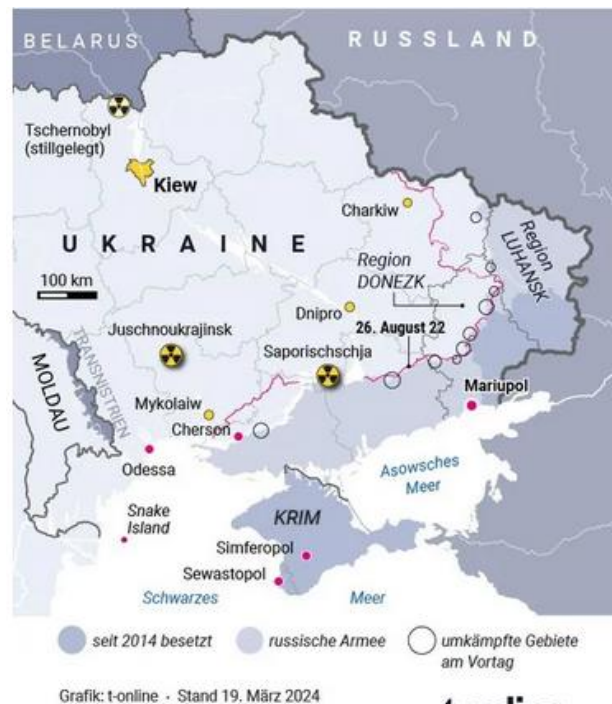 BELARUS
RUSSLAND
Tschernobyl
(stillgelegt)
Kiew
Charkiw
UKRAINE
Region
LUHANSK
Region
DONEZK
100 km
Dnipro
26. August 22
Juschnoukrajinsk
Saporischschja
MOLDAU
TRANSNISTRIEN
Mariupol
Mykolaiw
Cherson
Odessa
Asowsches
Meer
Snake
Island
KRIM
Simferopol
Sewastopol
Schwarzes Meer
seit 2014 besetzt
russische Armee
umkämpfte Gebiete
am Vortag
Grafik: t-online · Stand 19. März 2024